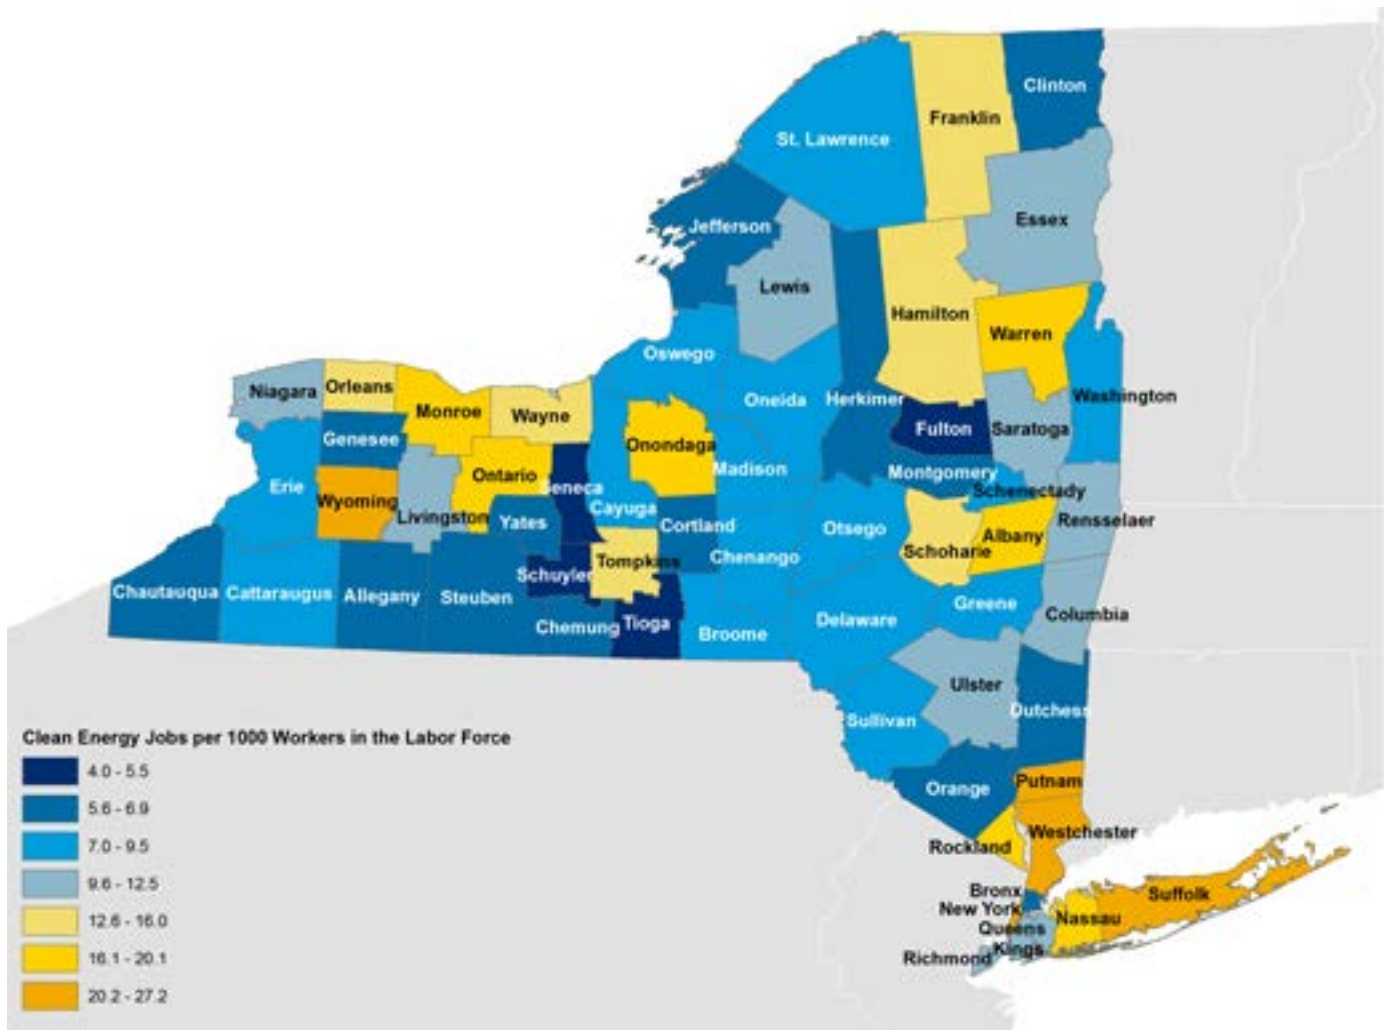 Clinton
Franklin
St. Lawrence
Essex
Jefferson
Lewis
Hamilton
Warren
Oswego
Niagara
Orleans
Oneida
Herkimer
Washington
Monroe
Wayne
Genesee
Onondaga
Fulton
Saratoga
Madison
Montgomery
Ontario
Erie
Seneca
Schenectady
Wyoming
Livingston
Cayuga
Yates
Cortland
Otsego
Rensselaer
Albany
Schoharie
Chenango
Tompkins
Schuyler
Chautauqua
Cattaraugus
Allegany
Steuben
Greene
Columbia
Delaware
Chemung
Tioga
Broome
Ulster
Dutchess
Sullivan
Clean Energy Jobs per 1000 Workers in the Labor Force
4.0 - 5.5
5.6 - 6.9
7.0 - 9.5
9.6 - 12.5
12.6 - 16.0
16.1 - 20.1
20.2 - 27.2
Putnam
Orange
Westchester
Rockland
Bronx
Suffolk
New York
Nassau
Queens
Kings
Richmond